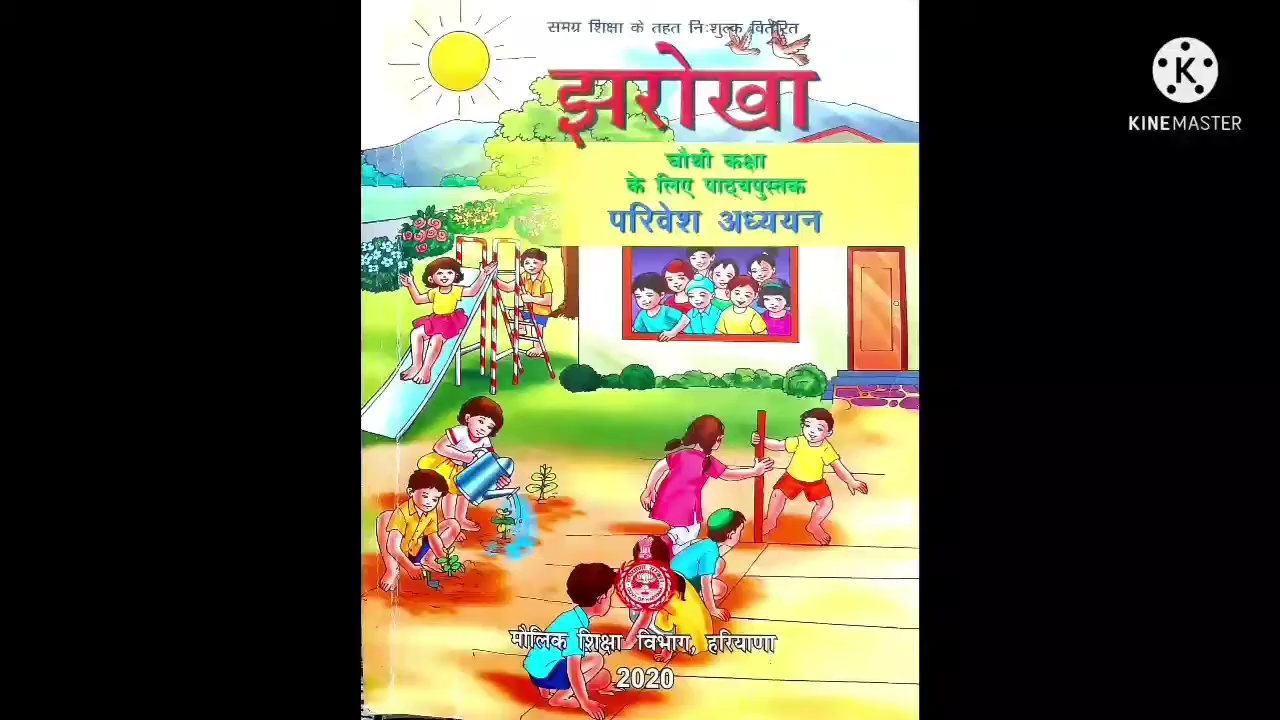 समग्र शिक्षा के तहत निःशुल्क वितरित
झरोखा
चौथी कक्षा
के लिए पाठ्यपुस्तक
परिवेश अध्ययन
K
KINEMASTER
मौलिक शिक्षा विभाग, हरियाणा
2020